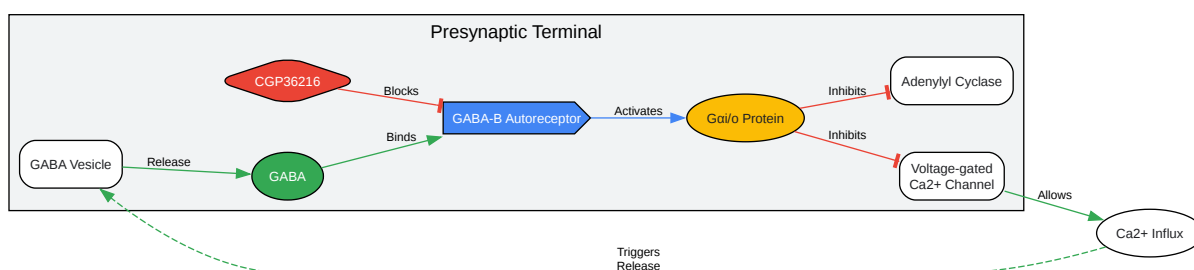 Presynaptic Terminal
CGP36216
Blocks
GABA-B Autoreceptor
Activates
Gαi/o Protein
Inhibits
Adenylyl Cyclase
Inhibits
Voltage-gated
Ca2+ Channel
GABA Vesicle
Release
GABA
Binds
Allows
Ca2+ Influx
Triggers
Release